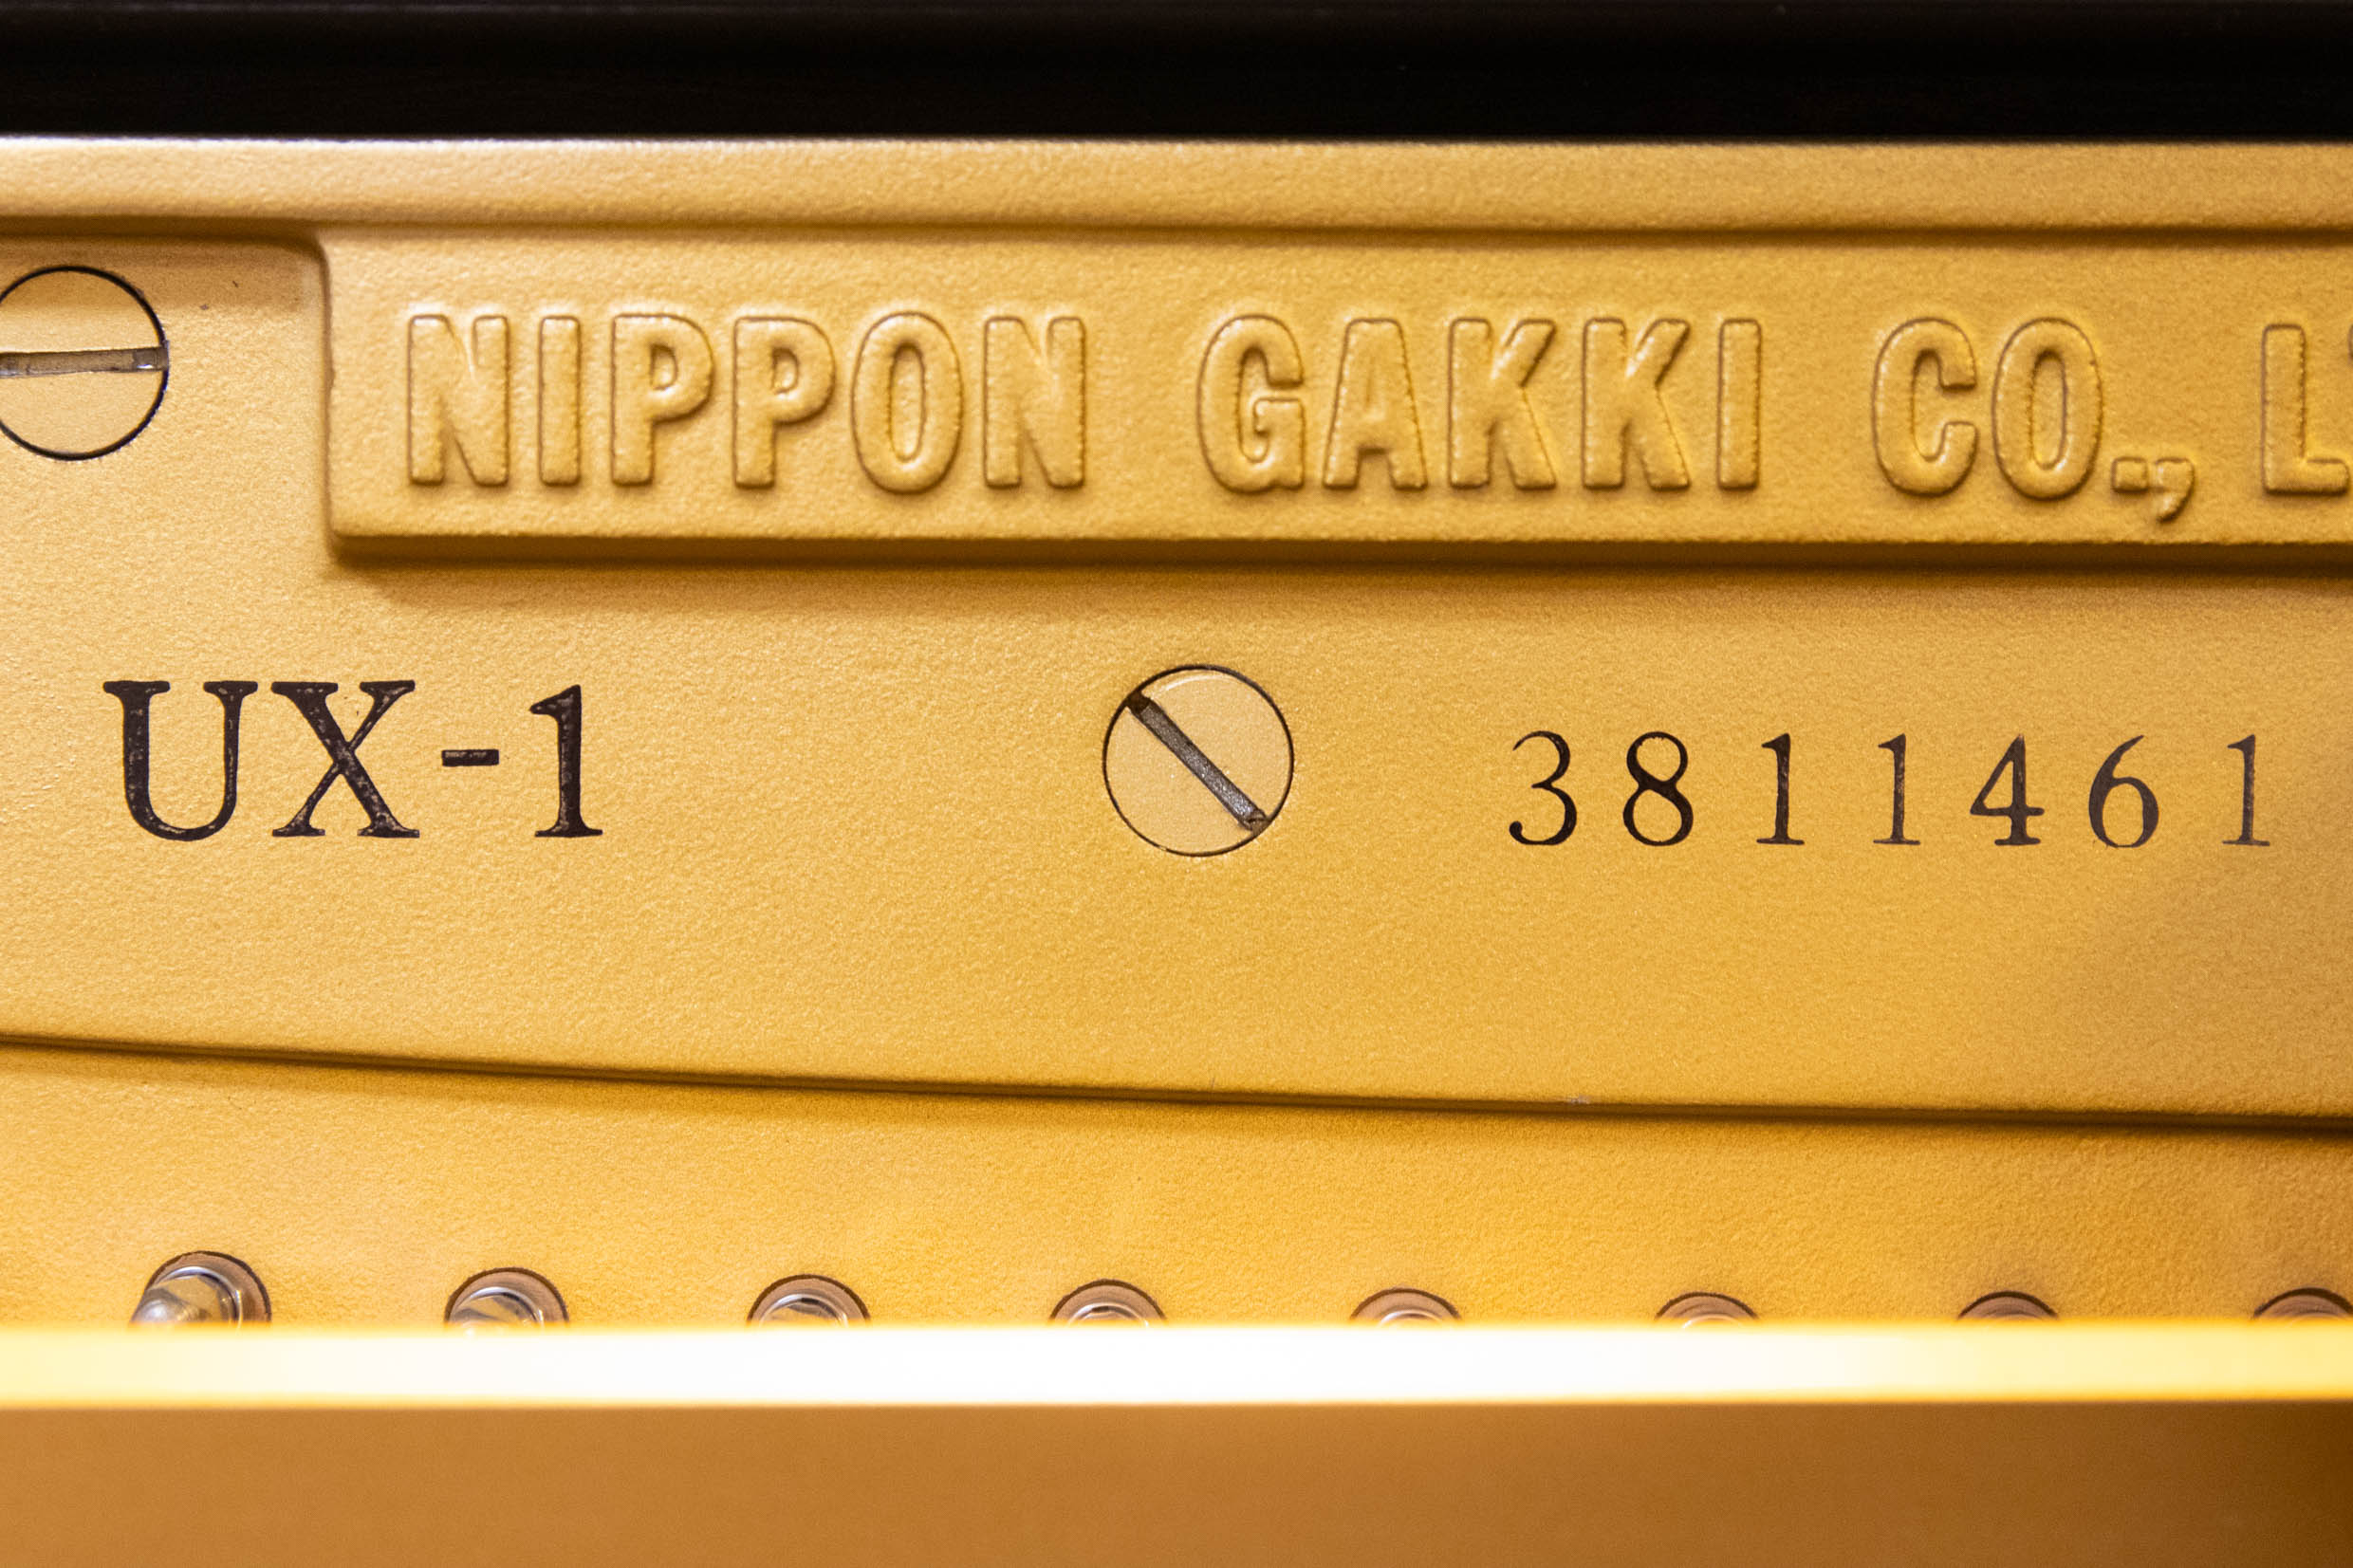 NIPPON GAKKI CO., L
UX-1
3811461